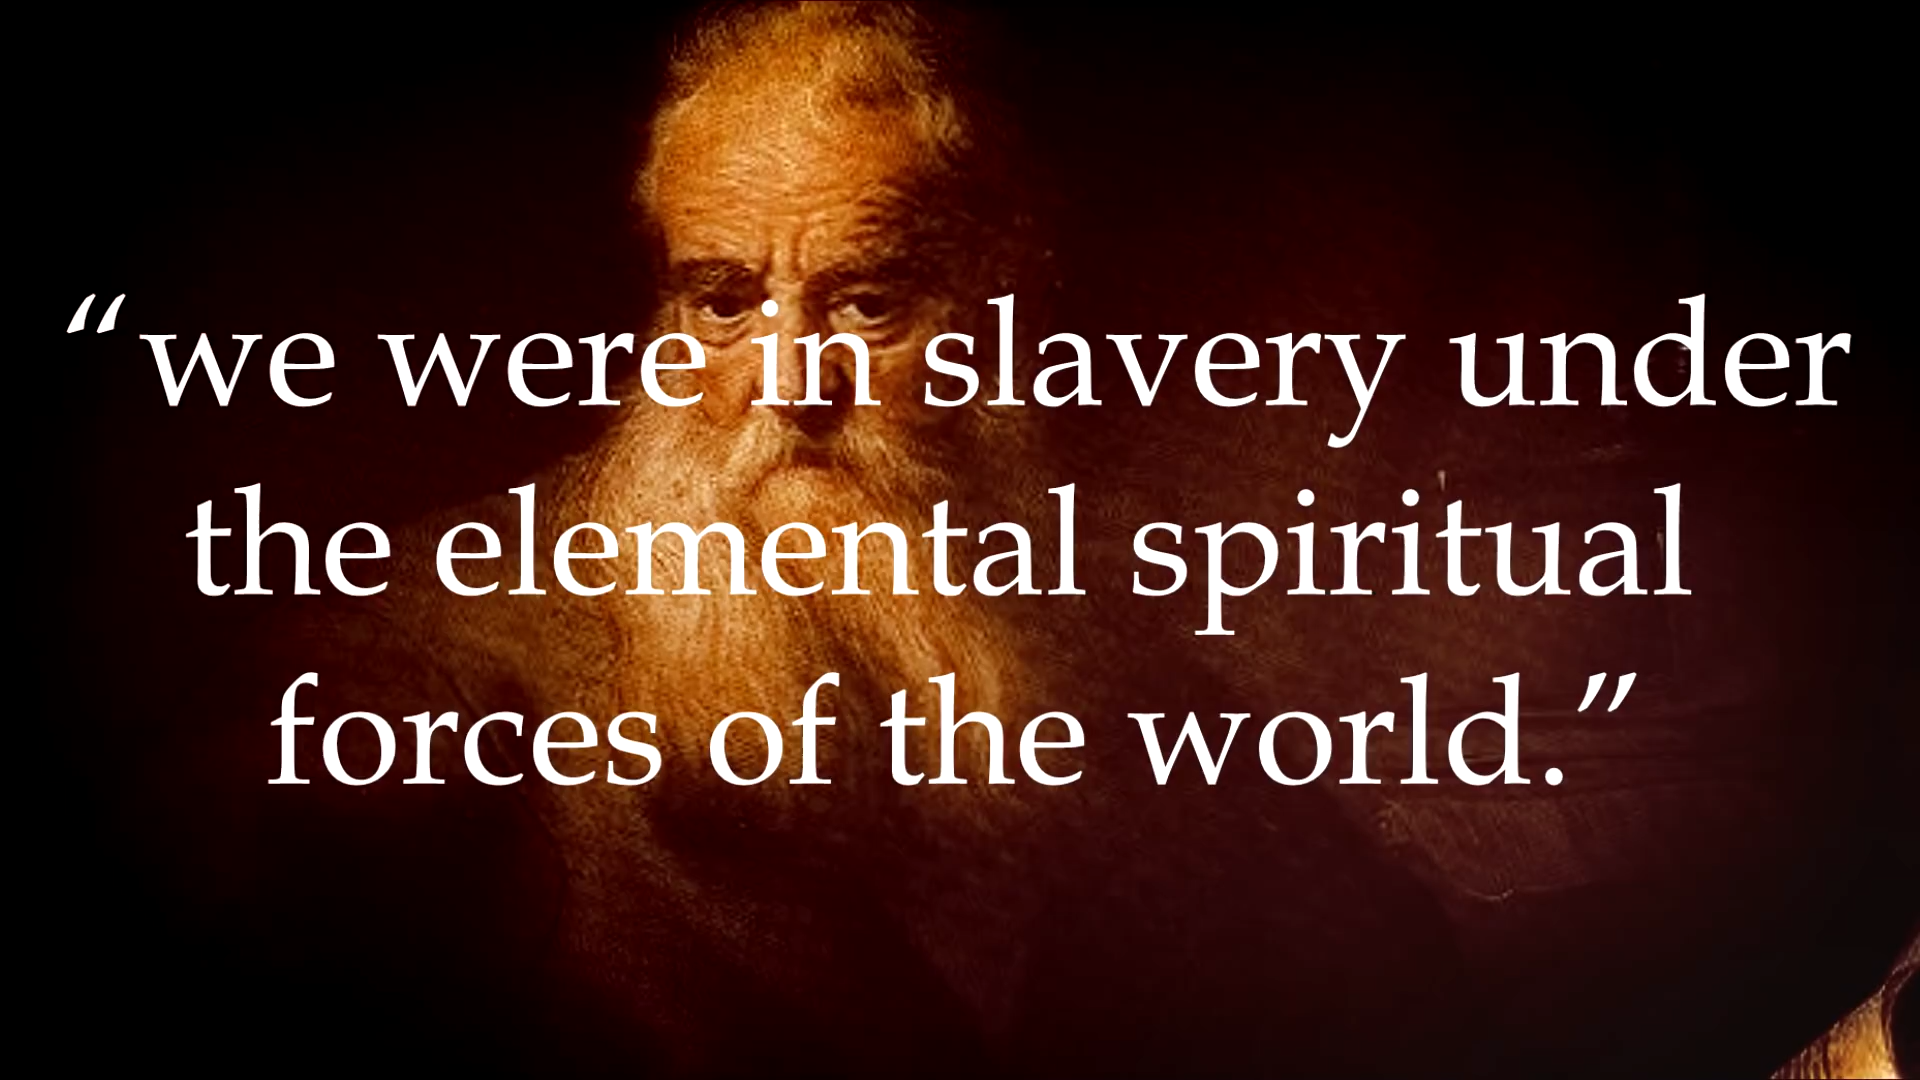 “we were in slavery under
the elemental spiritual
forces of the world.”